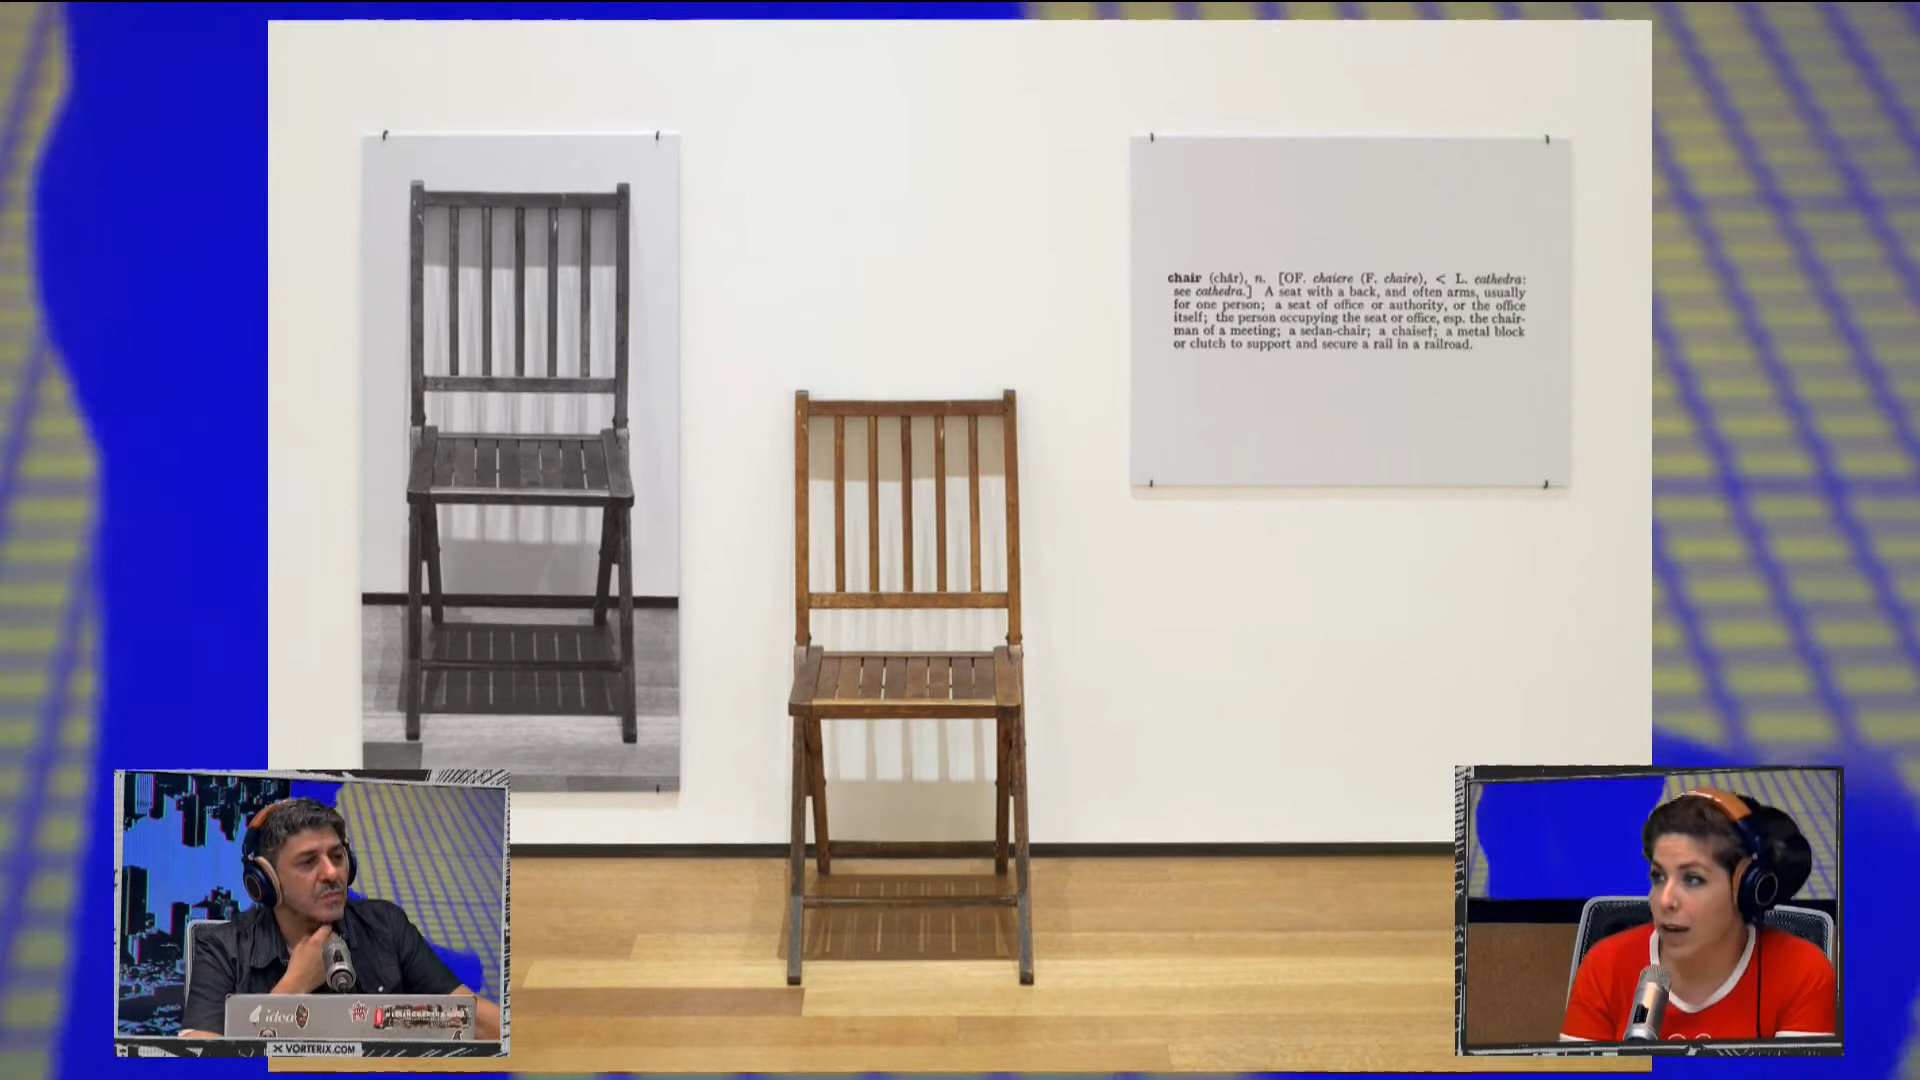 chair (chãr), n. [OF. chaiere (F. chaire), < L. cathedra:
see cathedra.] A seat with a back, and often arms, usually
for one person; a seat of office or authority, or the office
itself; the person occupying the seat or office, esp. the chair-
man of a meeting; a sedan-chair; a chaise†; a metal block
or clutch to support and secure a rail in a railroad.
idea
VORTERIX.COM